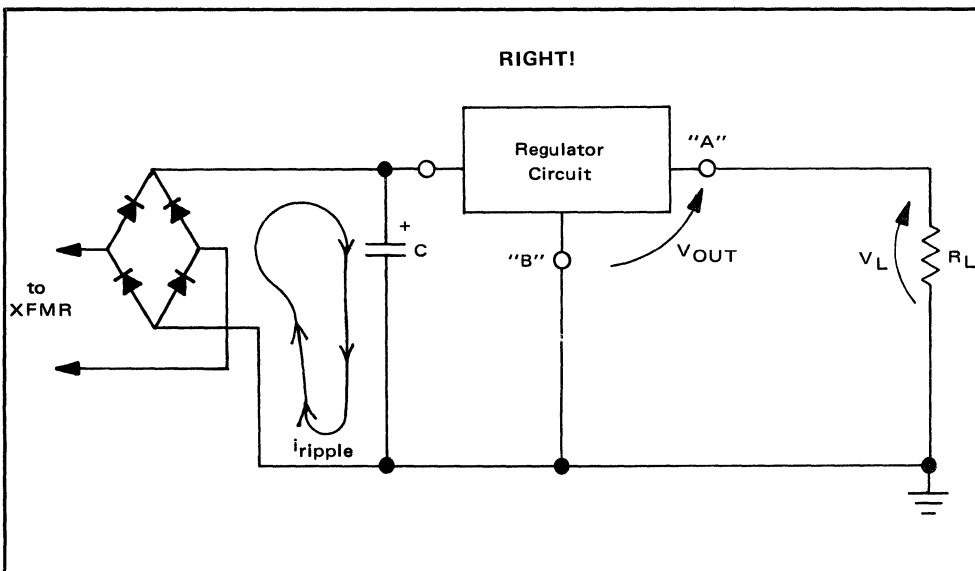 RIGHT!
Regulator
Circuit
"A"
+
C
"B"
VOUT
VL
RL
to
XFMR
iripple